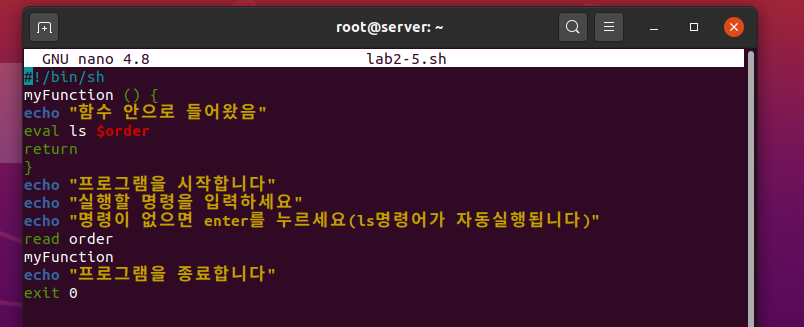 root@server: ~
GNU nano 4.8 lab2-5.sh
#!/bin/sh
myFunction () {
echo "함수 안으로 들어왔음"
eval ls $order
return
}
echo "프로그램을 시작합니다"
echo "실행할 명령을 입력하세요"
echo "명령이 없으면 enter를 누르세요(ls명령어가 자동실행됩니다)"
read order
myFunction
echo "프로그램을 종료합니다"
exit 0